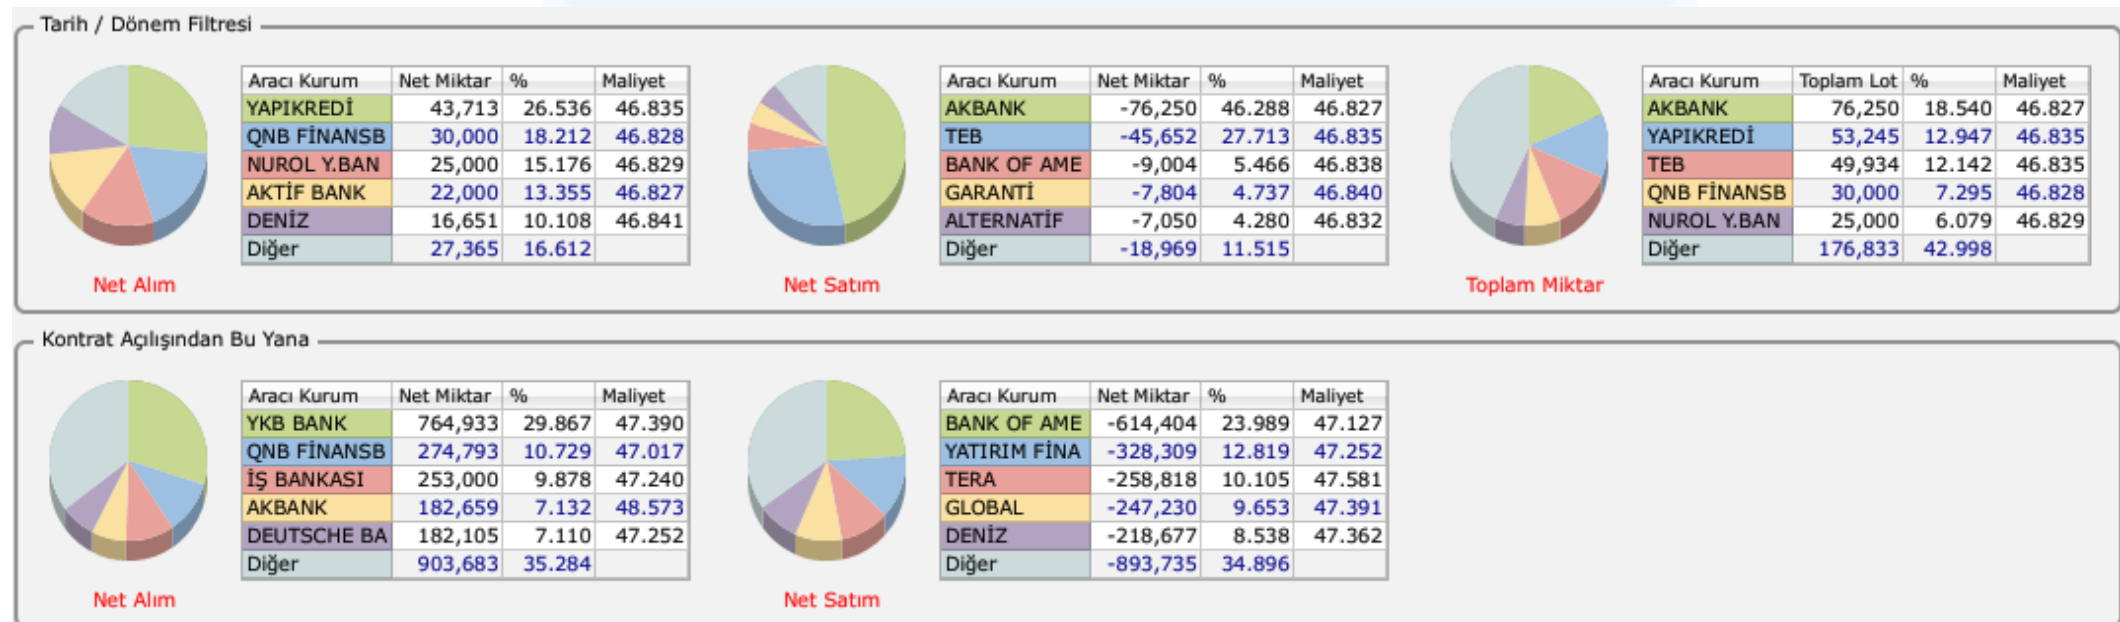 Tarih / Dönem Filtresi
Aracı Kurum Net Miktar % Maliyet
YAPIKREDİ 43,713 26.536 46.835
QNB FİNANSB 30,000 18.212 46.828
NUROL Y.BAN 25,000 15.176 46.829
AKTİF BANK 22,000 13.355 46.827
DENİZ 16,651 10.108 46.841
Diğer 27,365 16.612
Net Alım
Aracı Kurum Net Miktar % Maliyet
AKBANK -76,250 46.288 46.827
TEB -45,652 27.713 46.835
BANK OF AME -9,004 5.466 46.838
GARANTİ -7,804 4.737 46.840
ALTERNATİF -7,050 4.280 46.832
Diğer -18,969 11.515
Net Satım
Aracı Kurum Toplam Lot % Maliyet
AKBANK 76,250 18.540 46.827
YAPIKREDİ 53,245 12.947 46.835
TEB 49,934 12.142 46.835
QNB FİNANSB 30,000 7.295 46.828
NUROL Y.BAN 25,000 6.079 46.829
Diğer 176,833 42.998
Toplam Miktar
Kontrat Açılışından Bu Yana
Aracı Kurum Net Miktar % Maliyet
YKB BANK 764,933 29.867 47.390
QNB FİNANSB 274,793 10.729 47.017
İŞ BANKASI 253,000 9.878 47.240
AKBANK 182,659 7.132 48.573
DEUTSCHE BA 182,105 7.110 47.252
Diğer 903,683 35.284
Net Alım
Aracı Kurum Net Miktar % Maliyet
BANK OF AME -614,404 23.989 47.127
YATIRIM FİNA -328,309 12.819 47.252
TERA -258,818 10.105 47.581
GLOBAL -247,230 9.653 47.391
DENİZ -218,677 8.538 47.362
Diğer -893,735 34.896
Net Satım